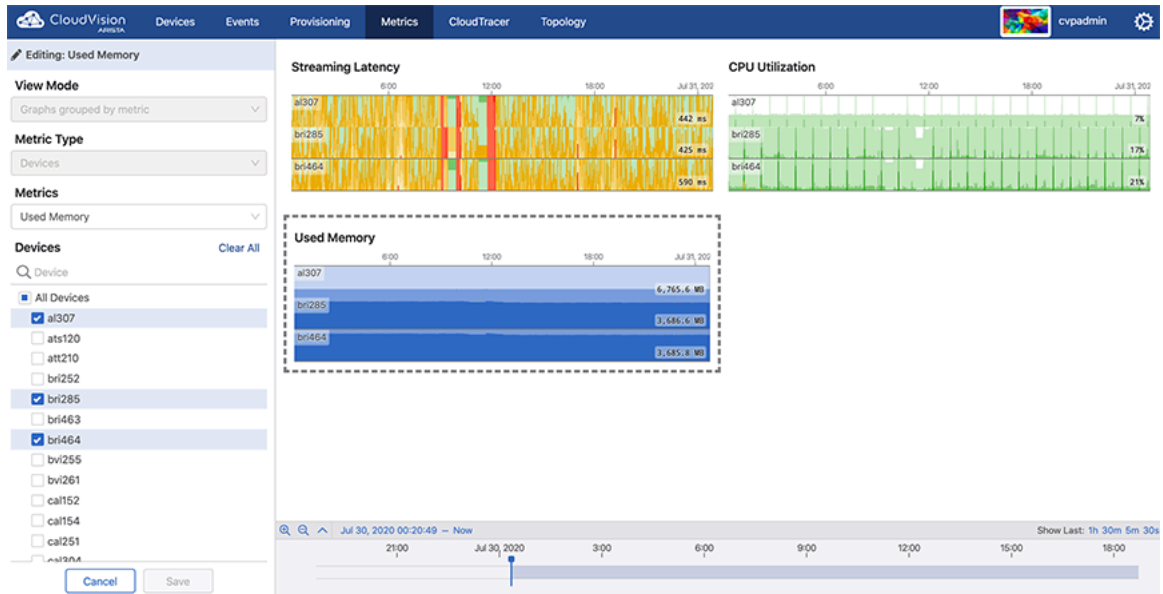 CloudVision
ARISTA
Devices
Events
Provisioning
Metrics
CloudTracer
Topology
cvpadmin
Editing: Used Memory
View Mode
Graphs grouped by metric
Metric Type
Devices
Metrics
Used Memory
Devices Clear All
Device
All Devices
al307
ats120
att210
bri252
bri285
bri463
bri464
bvi255
bvi261
cal152
cal154
cal251
cal304
Cancel Save
Streaming Latency
6:00 12:00 18:00 Jul 31, 202
al307
442 ms
bri285
425 ms
bri464
590 ms
CPU Utilization
6:00 12:00 18:00 Jul 31, 202
al307
7%
bri285
17%
bri464
21%
Used Memory
6:00 12:00 18:00 Jul 31, 202
al307
6,765.6 MB
bri285
3,686.6 MB
bri464
3,685.8 MB
Jul 30, 2020 00:20:49 – Now
Show Last: 1h 30m 5m 30s
21:00 Jul 30, 2020 3:00 6:00 9:00 12:00 15:00 18:00